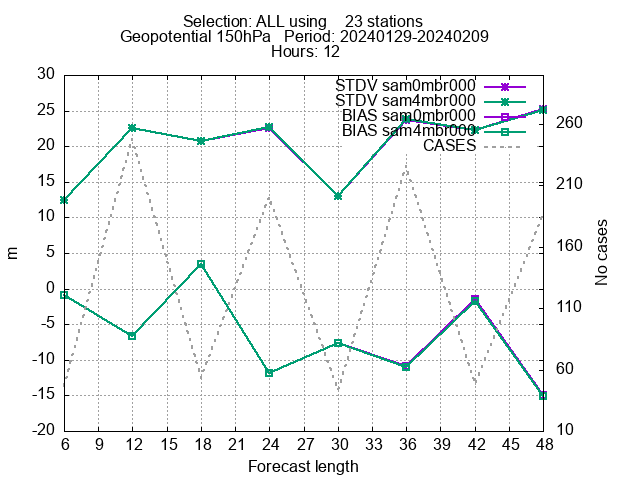 Selection: ALL using 23 stations
Geopotential 150hPa Period: 20240129-20240209
Hours: 12
STDV sam0mbr000
STDV sam4mbr000
BIAS sam0mbr000
BIAS sam4mbr000
CASES
30
25
20
15
10
5
0
-5
-10
-15
-20
m
260
210
160
110
60
10
No cases
6 9 12 15 18 21 24 27 30 33 36 39 42 45 48
Forecast length